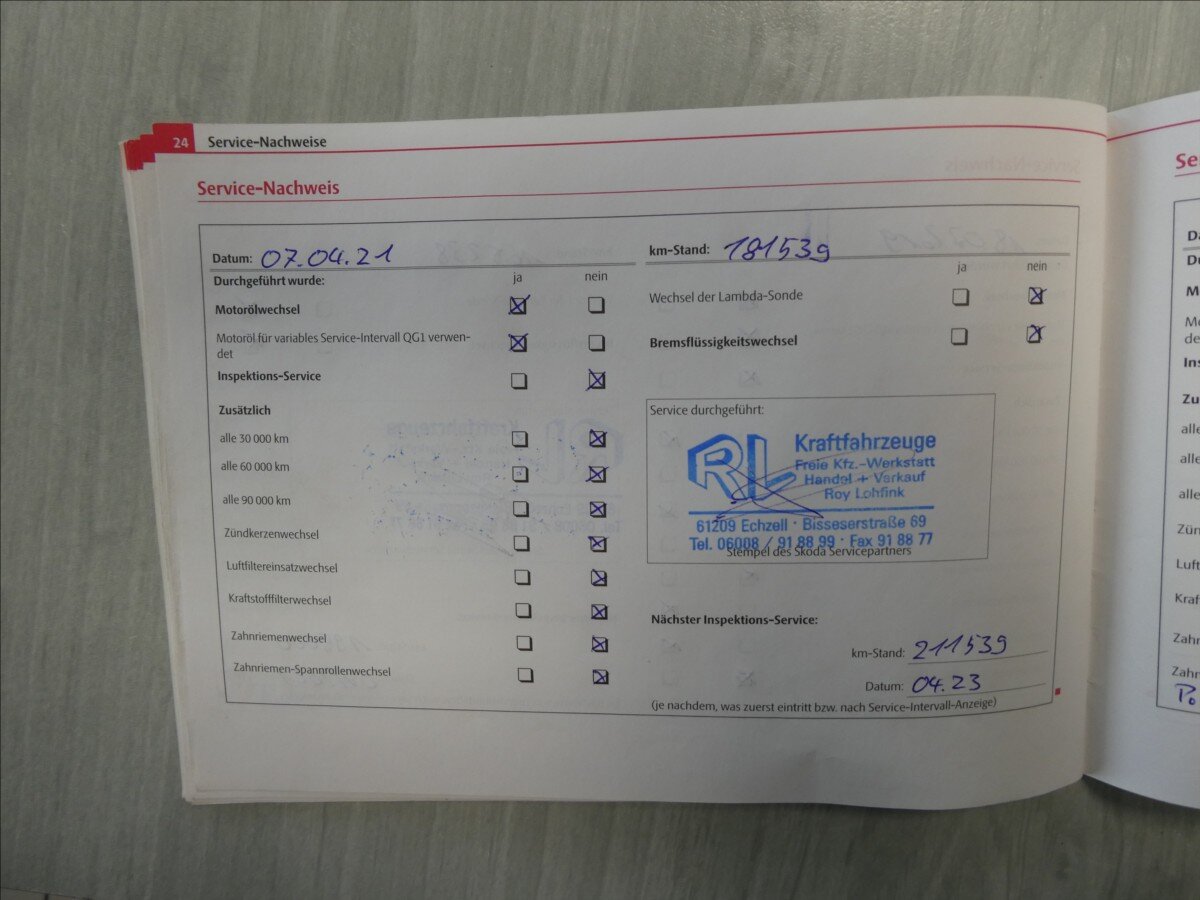 24 Service-Nachweise
Service-Nachweis
Datum: 07.04.21
Durchgeführt wurde: ja nein
Motorölwechsel
Motoröl für variables Service-Intervall QG1 verwen-
det
Inspektions-Service
Zusätzlich
alle 30 000 km
alle 60 000 km
alle 90 000 km
Zündkerzenwechsel
Luftfiltereinsatzwechsel
Kraftstofffilterwechsel
Zahnriemenwechsel
Zahnriemen-Spannrollenwechsel
km-Stand: 181539
ja nein
Wechsel der Lambda-Sonde
Bremsflüssigkeitswechsel
Service durchgeführt:
RL Kraftfahrzeuge
Freie Kfz.-Werkstatt
Handel + Verkauf
Roy Lohfink
61209 Echzell · Bisseserstraße 69
Tel. 06008 / 91 88 99 · Fax 91 88 77
Stempel des Skoda Servicepartners
Nächster Inspektions-Service:
km-Stand: 211539
Datum: 04.23
(je nachdem, was zuerst eintritt bzw. nach Service-Intervall-Anzeige)